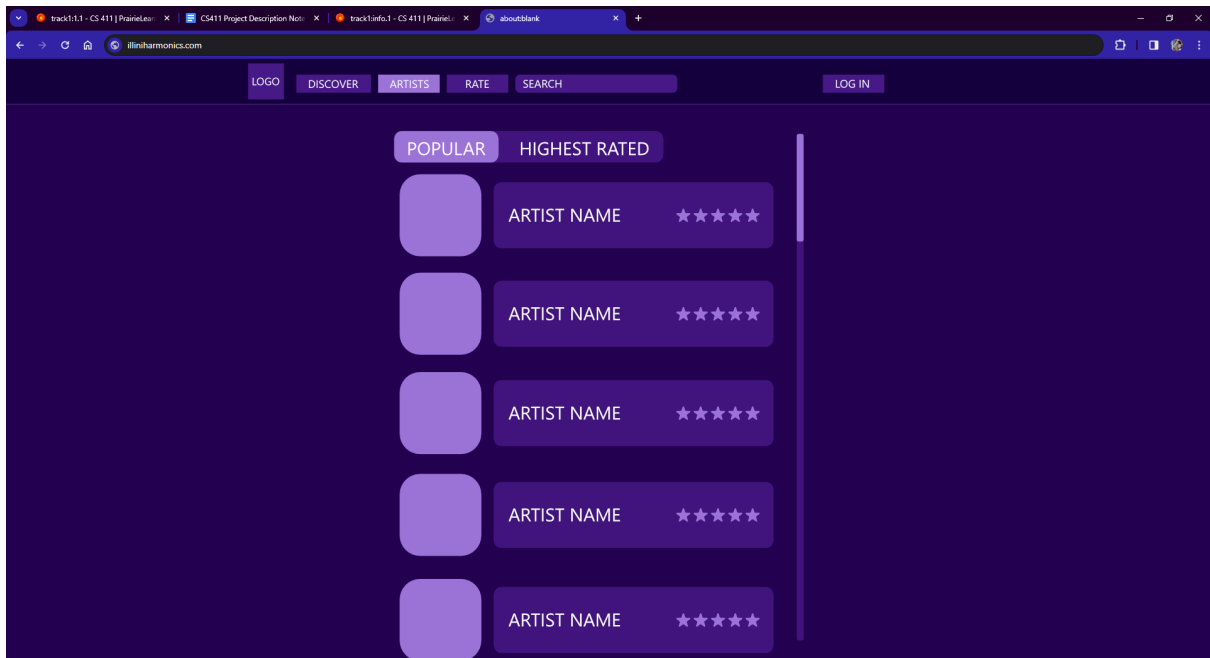 track1:1.1 - CS 411 | PrairieLearn
CS411 Project Description Note
track1:info.1 - CS 411 | PrairieLe
about:blank
illiniharmonics.com
LOGO
DISCOVER
ARTISTS
RATE
SEARCH
LOG IN
POPULAR
HIGHEST RATED
ARTIST NAME
ARTIST NAME
ARTIST NAME
ARTIST NAME
ARTIST NAME